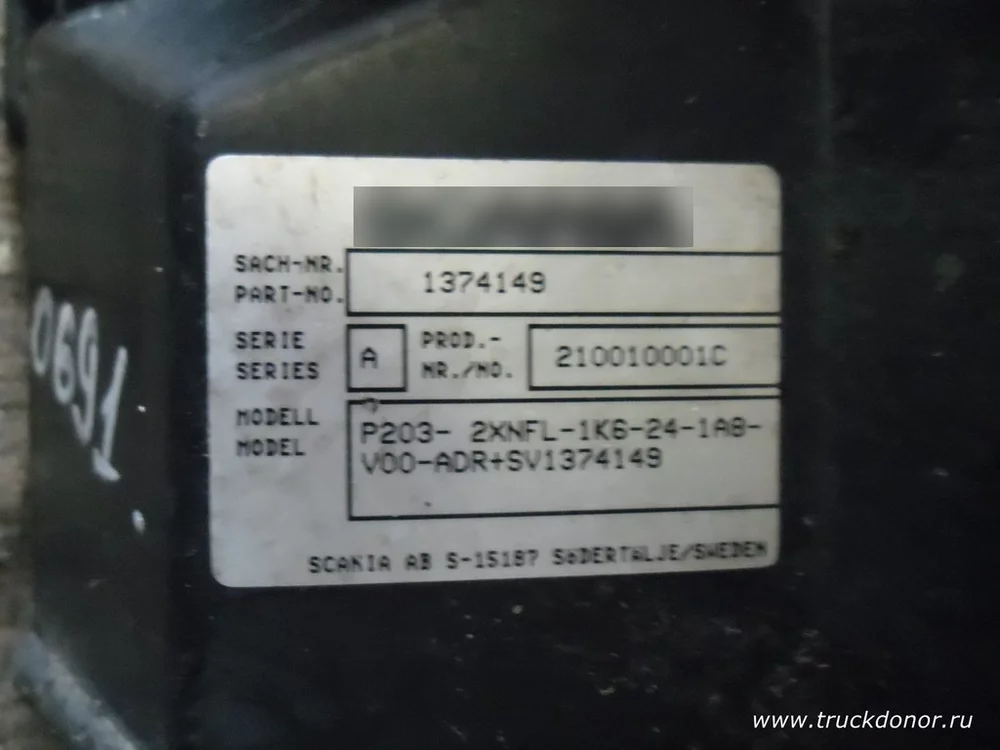 SACH-NR.
PART-NO.
1374149
SERIE
SERIES
A
PROD.-
NR./NO.
210010001C
MODELL
MODEL
P203- 2XNFL-1K6-24-1A8-
V00-ADR+SV1374149
SCANIA AB S-15187 SÖDERTALJE/SWEDEN
0691
www.truckdonor.ru